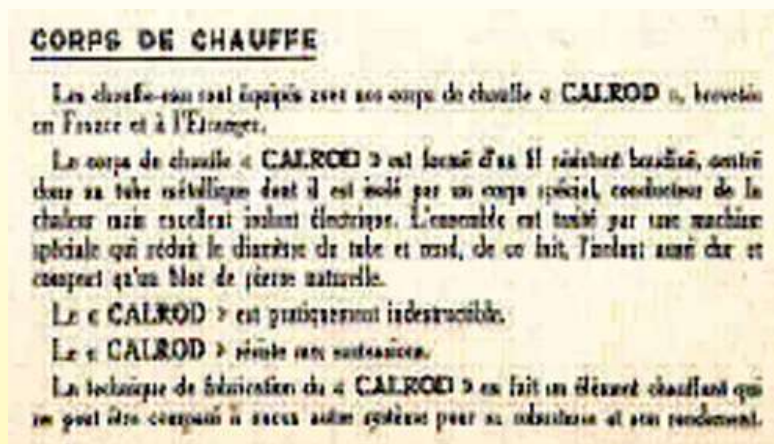 CORPS DE CHAUFFE
Les chauffe-eau sont équipés avec nos corps de chauffe « CALROD », brevetés
en France et à l'Etranger.
Le corps de chauffe « CALROD » est formé d'un fil résistant boudiné, centré
dans un tube métallique dont il est isolé par un corps spécial, conducteur de la
chaleur mais excellent isolant électrique. L'ensemble est traité par une machine
spéciale qui réduit le diamètre du tube et rend, de ce fait, l'isolant aussi dur et
compact qu'un bloc de pierre naturelle.
Le « CALROD » est pratiquement indestructible.
Le « CALROD » résiste aux
La technique de fabrication du « CALROD » en fait un élément chauffant qui
ne peut être comparé à aucun autre système pour sa robustesse et son rendement.